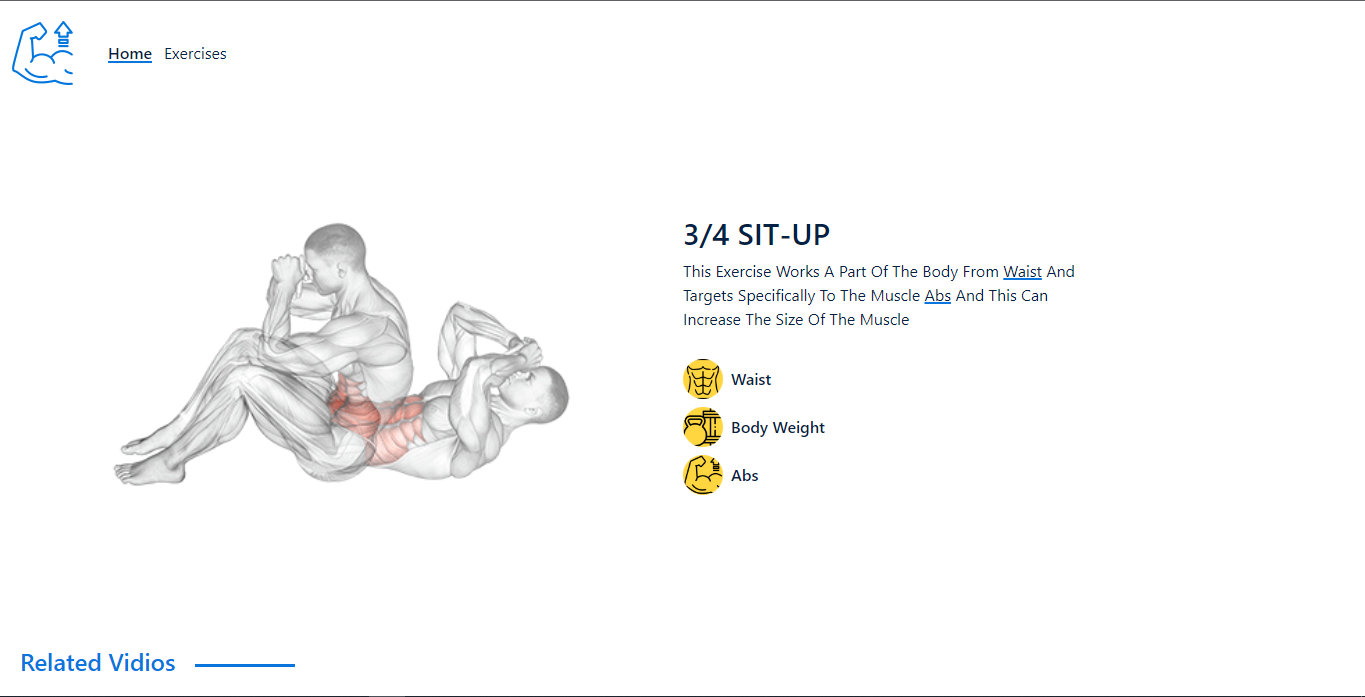 Home Exercises
3/4 SIT-UP
This Exercise Works A Part Of The Body From Waist And
Targets Specifically To The Muscle Abs And This Can
Increase The Size Of The Muscle
Waist
Body Weight
Abs
Related Vidios